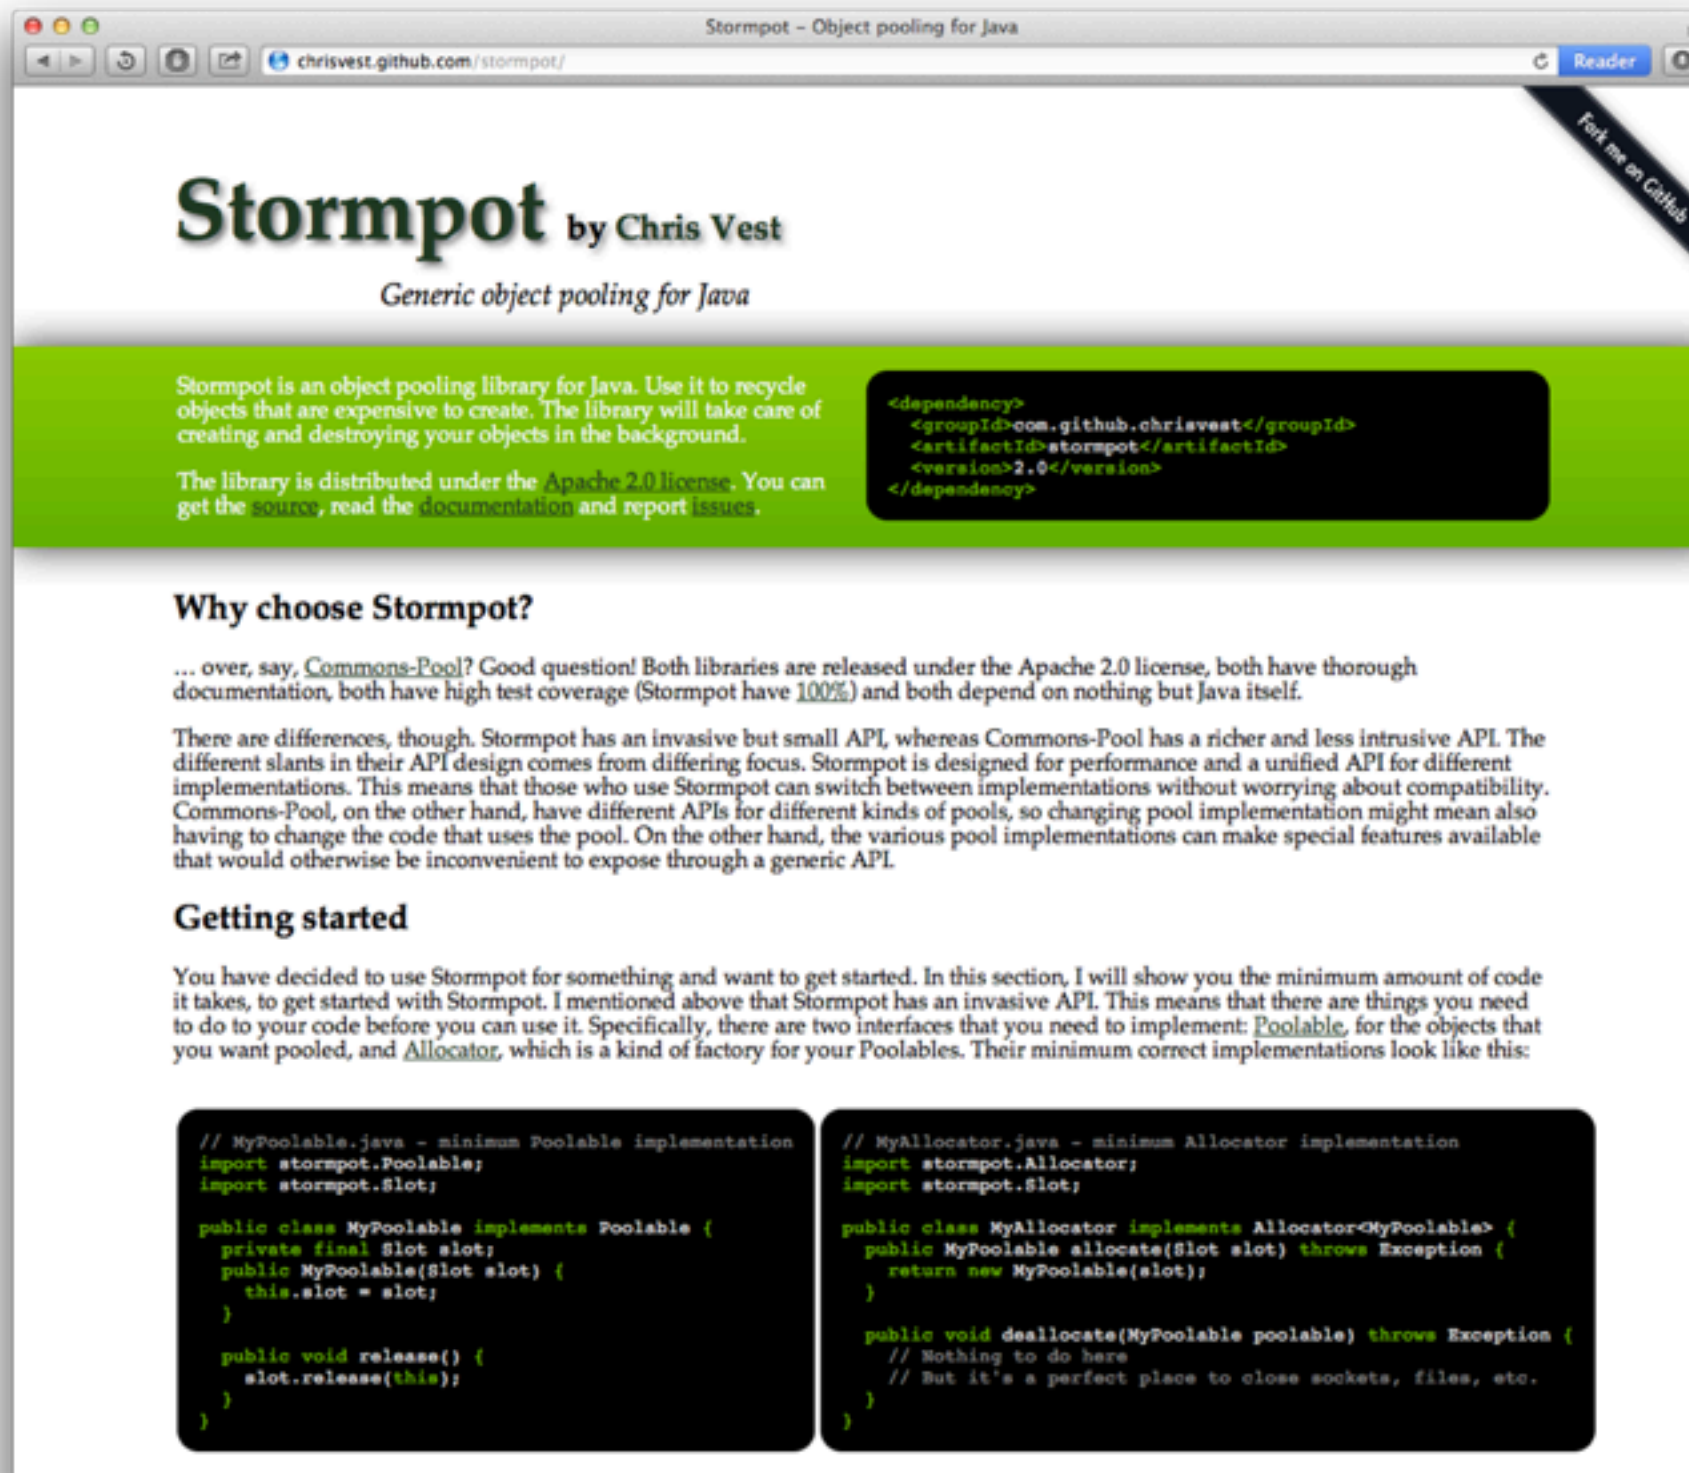 Stormpot – Object pooling for Java
chrisvest.github.com/stormpot/
Reader
Fork me on GitHub
Stormpot by Chris Vest
Generic object pooling for Java
Stormpot is an object pooling library for Java. Use it to recycle
objects that are expensive to create. The library will take care of
creating and destroying your objects in the background.
The library is distributed under the Apache 2.0 license. You can
get the source, read the documentation and report issues.
<dependency>
<groupId>com.github.chrisvest</groupId>
<artifactId>stormpot</artifactId>
<version>2.0</version>
</dependency>
Why choose Stormpot?
… over, say, Commons-Pool? Good question! Both libraries are released under the Apache 2.0 license, both have thorough
documentation, both have high test coverage (Stormpot have 100%) and both depend on nothing but Java itself.
There are differences, though. Stormpot has an invasive but small API, whereas Commons-Pool has a richer and less intrusive API. The
different slants in their API design comes from differing focus. Stormpot is designed for performance and a unified API for different
implementations. This means that those who use Stormpot can switch between implementations without worrying about compatibility.
Commons-Pool, on the other hand, have different APIs for different kinds of pools, so changing pool implementation might mean also
having to change the code that uses the pool. On the other hand, the various pool implementations can make special features available
that would otherwise be inconvenient to expose through a generic API.
Getting started
You have decided to use Stormpot for something and want to get started. In this section, I will show you the minimum amount of code
it takes, to get started with Stormpot. I mentioned above that Stormpot has an invasive API. This means that there are things you need
to do to your code before you can use it. Specifically, there are two interfaces that you need to implement: Poolable, for the objects that
you want pooled, and Allocator, which is a kind of factory for your Poolables. Their minimum correct implementations look like this:
// MyPoolable.java - minimum Poolable implementation
import stormpot.Poolable;
import stormpot.Slot;
public class MyPoolable implements Poolable {
private final Slot slot;
public MyPoolable(Slot slot) {
this.slot = slot;
}
public void release() {
slot.release(this);
}
}
// MyAllocator.java - minimum Allocator implementation
import stormpot.Allocator;
import stormpot.Slot;
public class MyAllocator implements Allocator<MyPoolable> {
public MyPoolable allocate(Slot slot) throws Exception {
return new MyPoolable(slot);
}
public void deallocate(MyPoolable poolable) throws Exception {
// Nothing to do here
// But it's a perfect place to close sockets, files, etc.
}
}